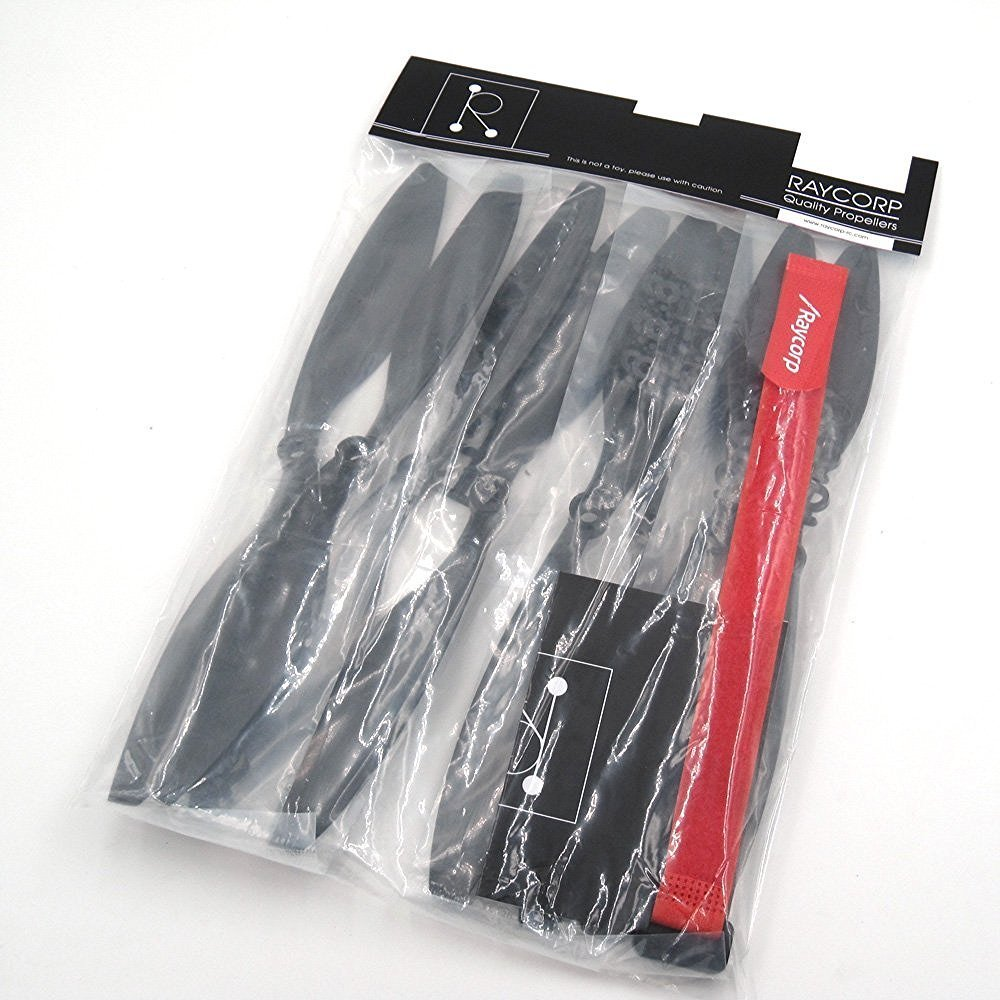 R
This is not a toy, please use with caution
RAYCORP
Quality Propellers
www.raycorp-rc.com
Raycorp